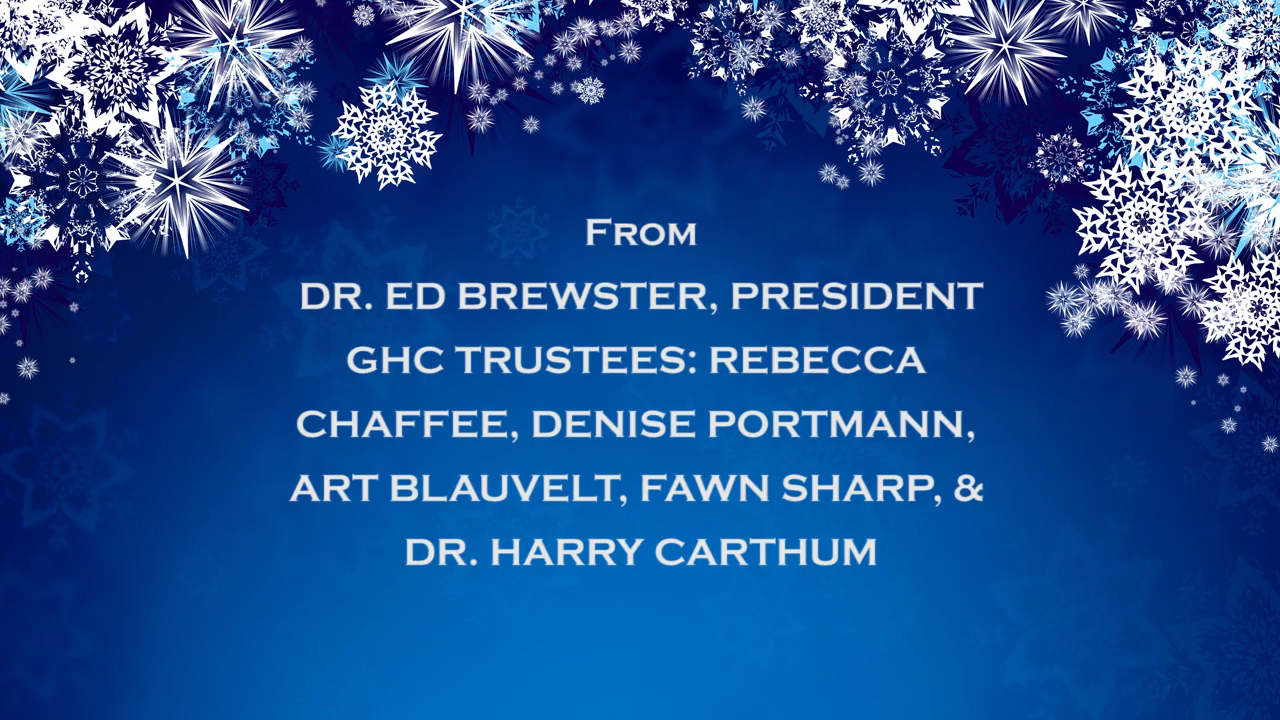 From
DR. ED BREWSTER, PRESIDENT
GHC TRUSTEES: REBECCA
CHAFFEE, DENISE PORTMANN,
ART BLAUVELT, FAWN SHARP, &
DR. HARRY CARTHUM